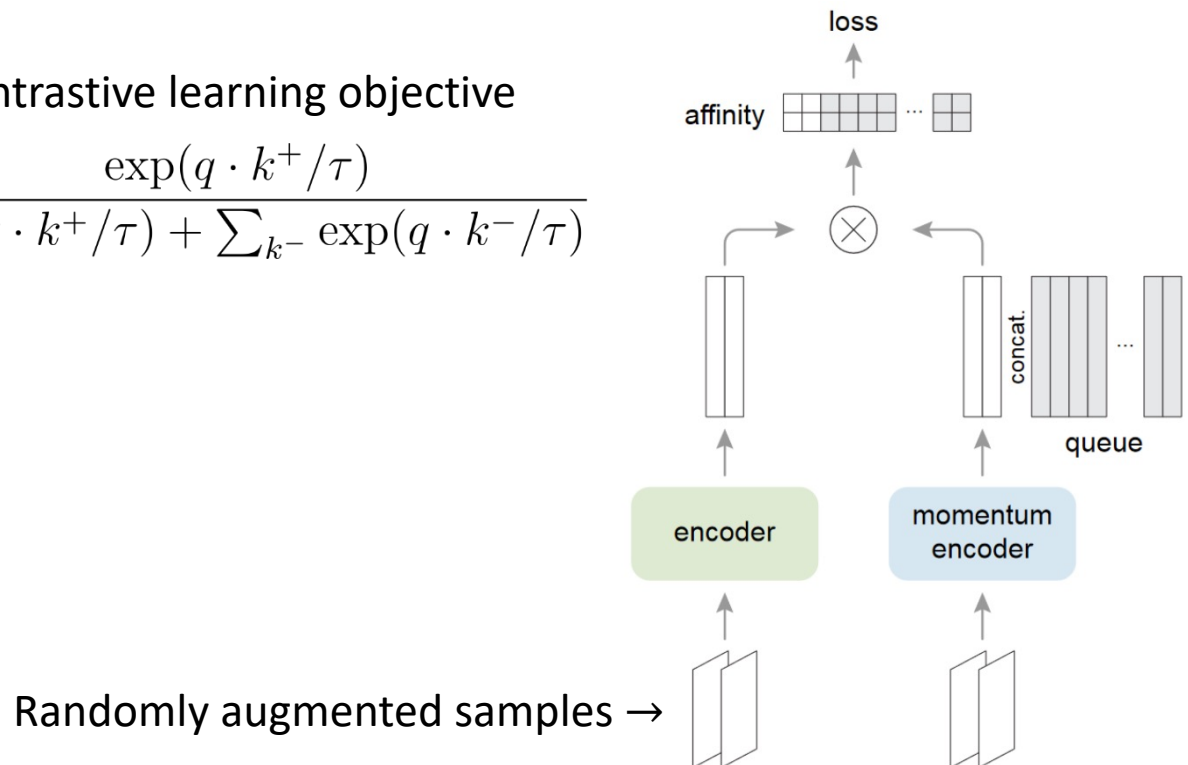 ntrastive learning objective
exp(q · k⁺/τ)
· k⁺/τ) + ∑ₖ₋ exp(q · k⁻/τ)
loss
affinity
...
concat.
...
queue
encoder
momentum
encoder
Randomly augmented samples →